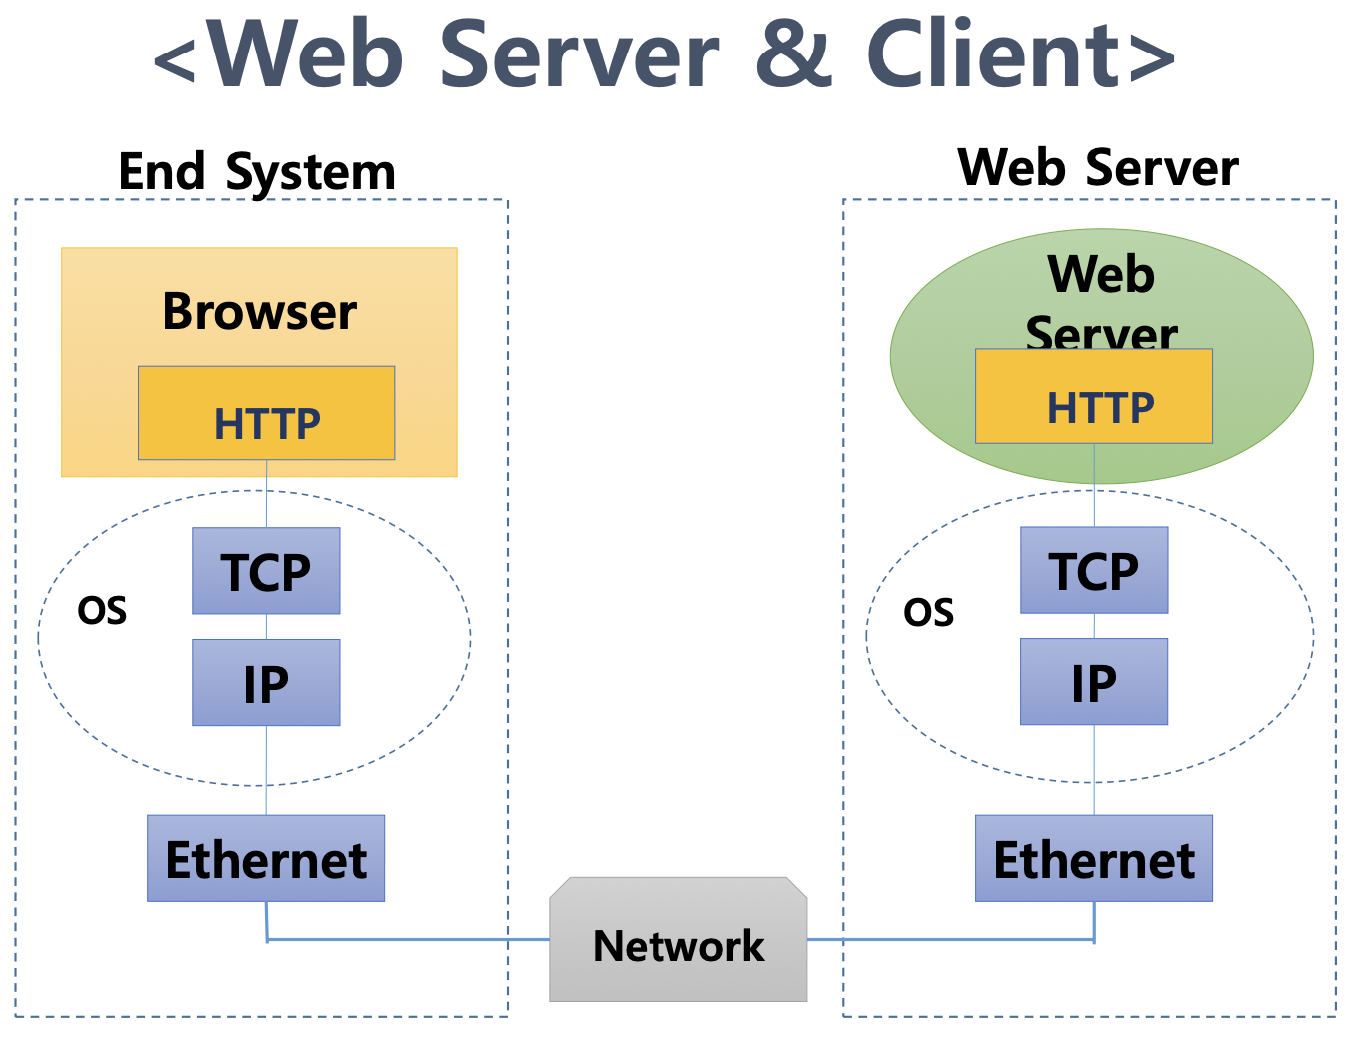 <Web Server & Client>
End System
Browser
HTTP
OS
TCP
IP
Ethernet
Network
Web Server
Web
Server
HTTP
OS
TCP
IP
Ethernet